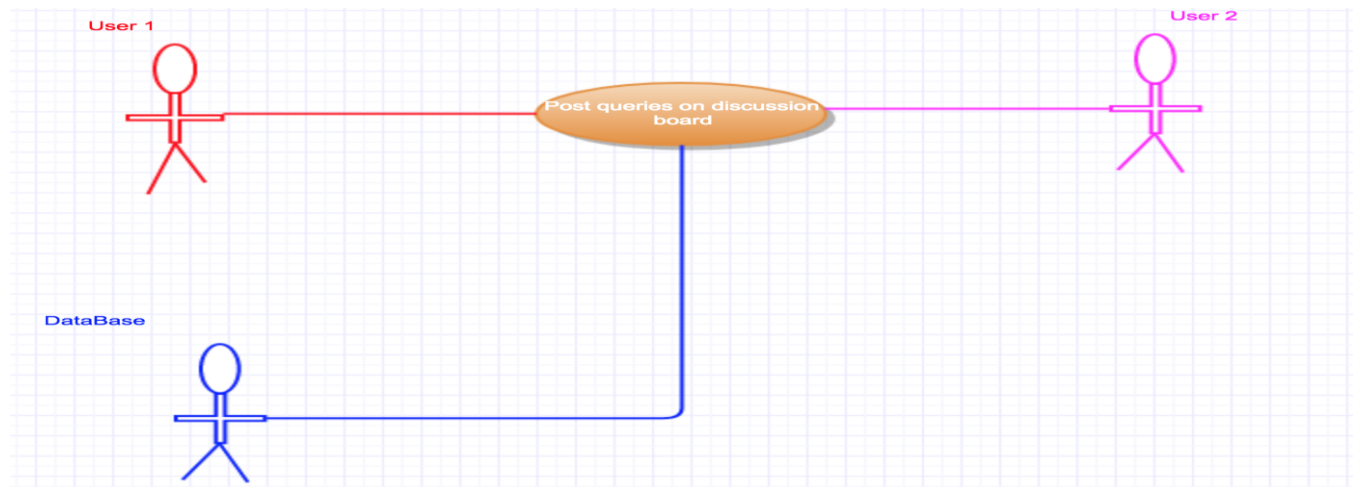 User 1
User 2
Post queries on discussion
board
DataBase